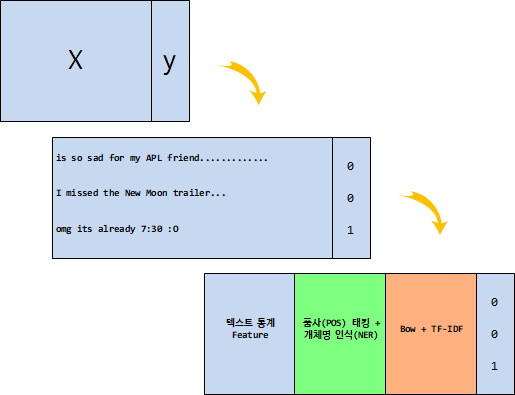 X
y
is so sad for my APL friend.............
0
I missed the New Moon trailer...
0
omg its already 7:30 :O
1
텍스트 통계
Feature
품사(POS) 태킹 +
개체명 인식(NER)
Bow + TF-IDF
0
0
1